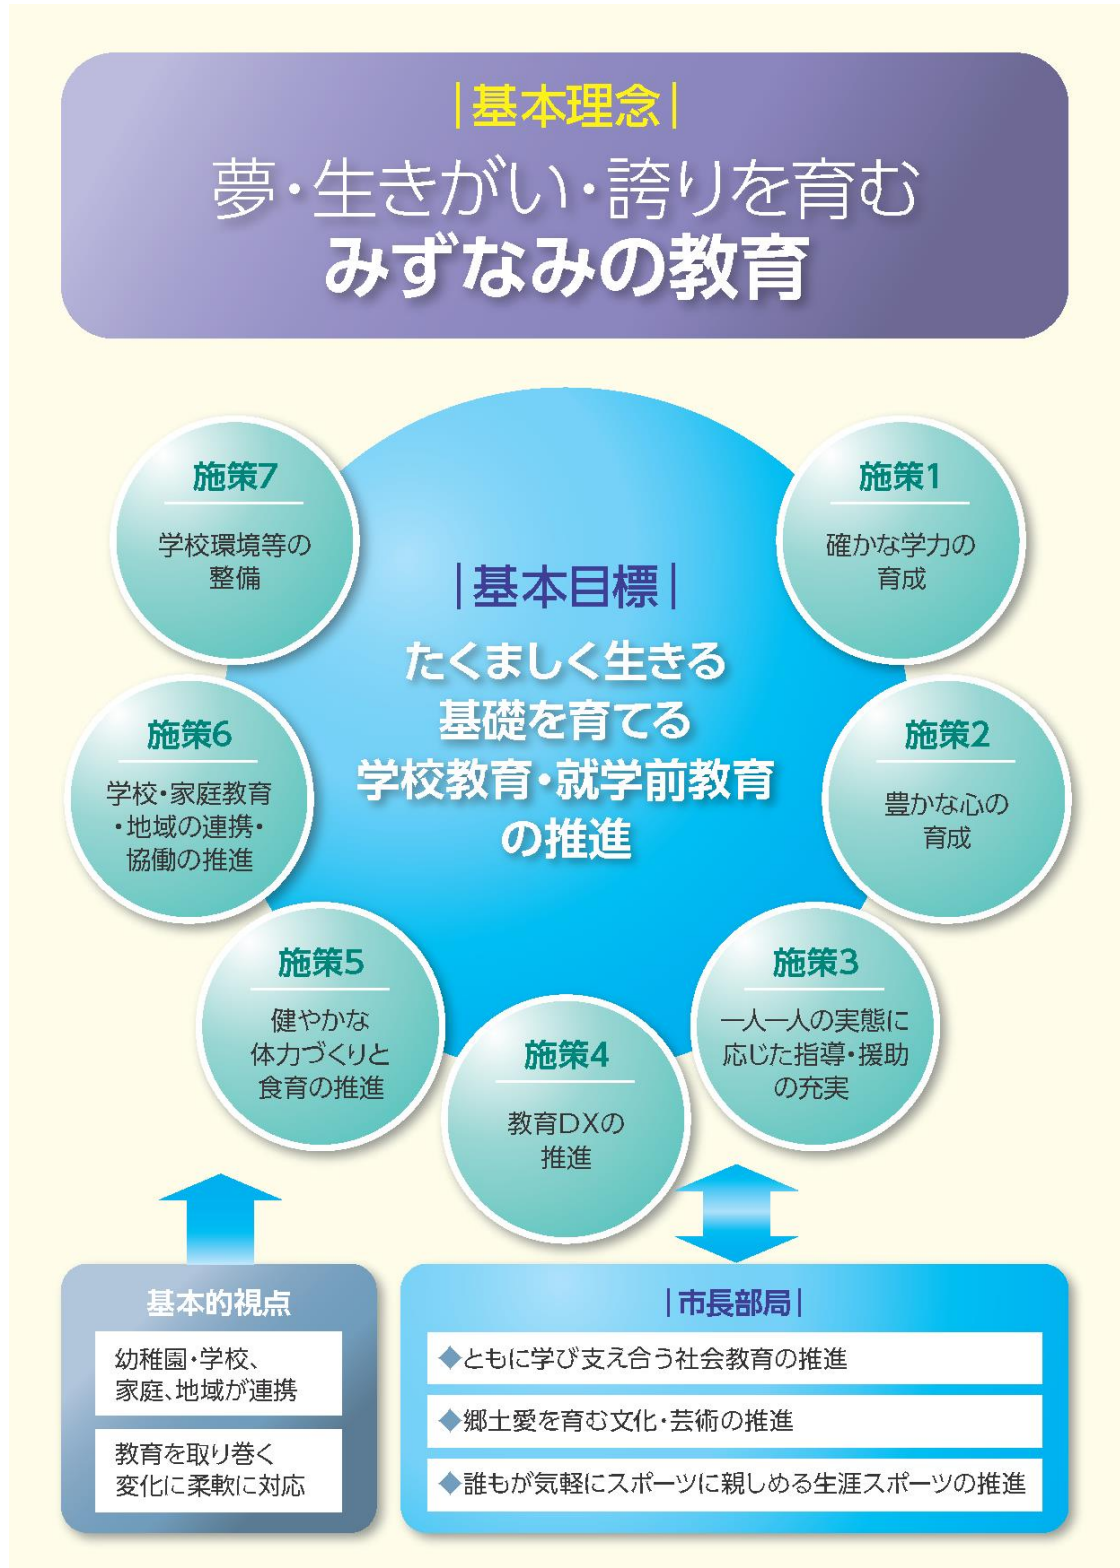 |基本理念|
夢・生きがい・誇りを育む
みずなみの教育
|基本目標|
たくましく生きる
基礎を育てる
学校教育・就学前教育
の推進
施策1
確かな学力の
育成
施策2
豊かな心の
育成
施策3
一人一人の実態に
応じた指導・援助
の充実
施策4
教育DXの
推進
施策5
健やかな
体力づくりと
食育の推進
施策6
学校・家庭教育
・地域の連携・
協働の推進
施策7
学校環境等の
整備
基本的視点
幼稚園・学校、
家庭、地域が連携
教育を取り巻く
変化に柔軟に対応
|市長部局|
◆ともに学び支え合う社会教育の推進
◆郷土愛を育む文化・芸術の推進
◆誰もが気軽にスポーツに親しめる生涯スポーツの推進